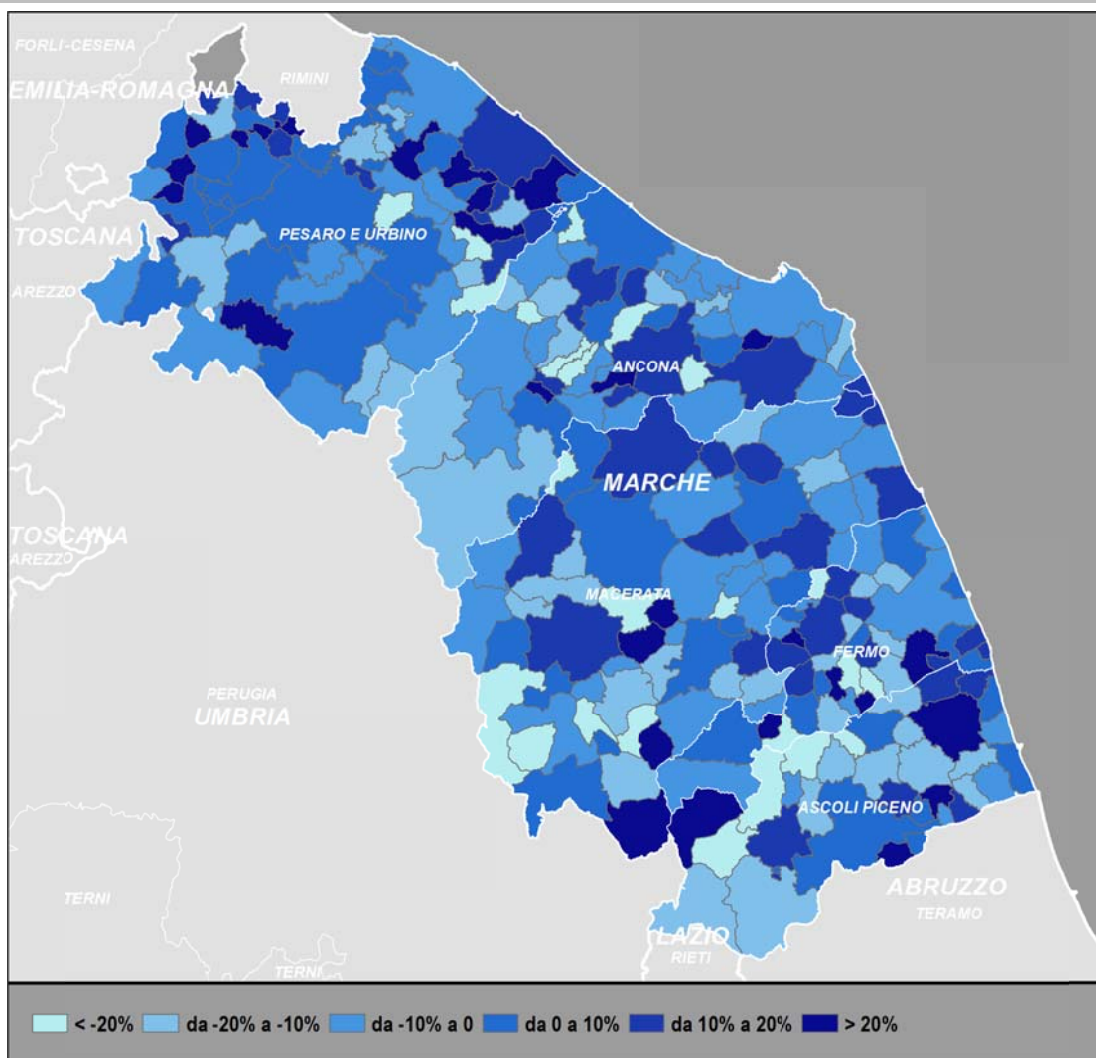 FORLI-CESENA
EMILIA-ROMAGNA
RIMINI
TOSCANA
PESARO E URBINO
AREZZO
ANCONA
MARCHE
TOSCANA
AREZZO
MACERATA
FERMO
PERUGIA
UMBRIA
ASCOLI PICENO
ABRUZZO
TERNI
TERAMO
LAZIO
RIETI
TERNI
< -20% da -20% a -10% da -10% a 0 da 0 a 10% da 10% a 20% > 20%